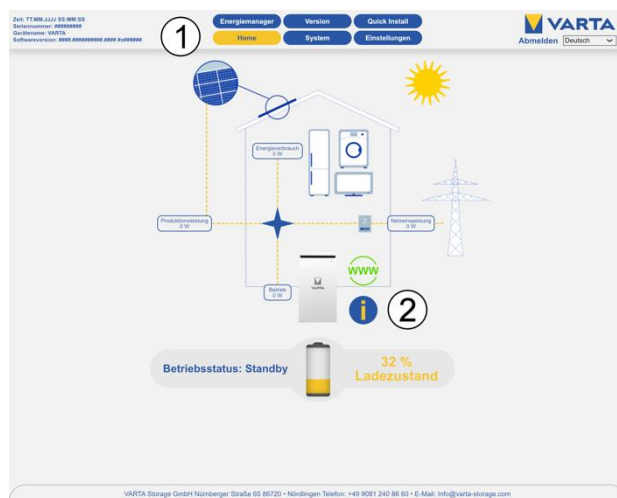 Zeit: TT.MM.JJJJ SS:MM:SS
Seriennummer: #########
Gerätename: VARTA
Softwareversion: ####.##########.#### #s######
1
Energiemanager
Version
Quick Install
Home
System
Einstellungen
VARTA
Abmelden
Deutsch
Energieverbrauch
0 W
Produktionsleistung
0 W
Netzeinspeisung
0 W
VARTA
www
Betrieb
0 W
i
2
Betriebsstatus: Standby
32 %
Ladezustand
VARTA Storage GmbH Nürnberger Straße 65 86720 • Nördlingen Telefon: +49 9081 240 86 60 • E-Mail: Info@varta-storage.com